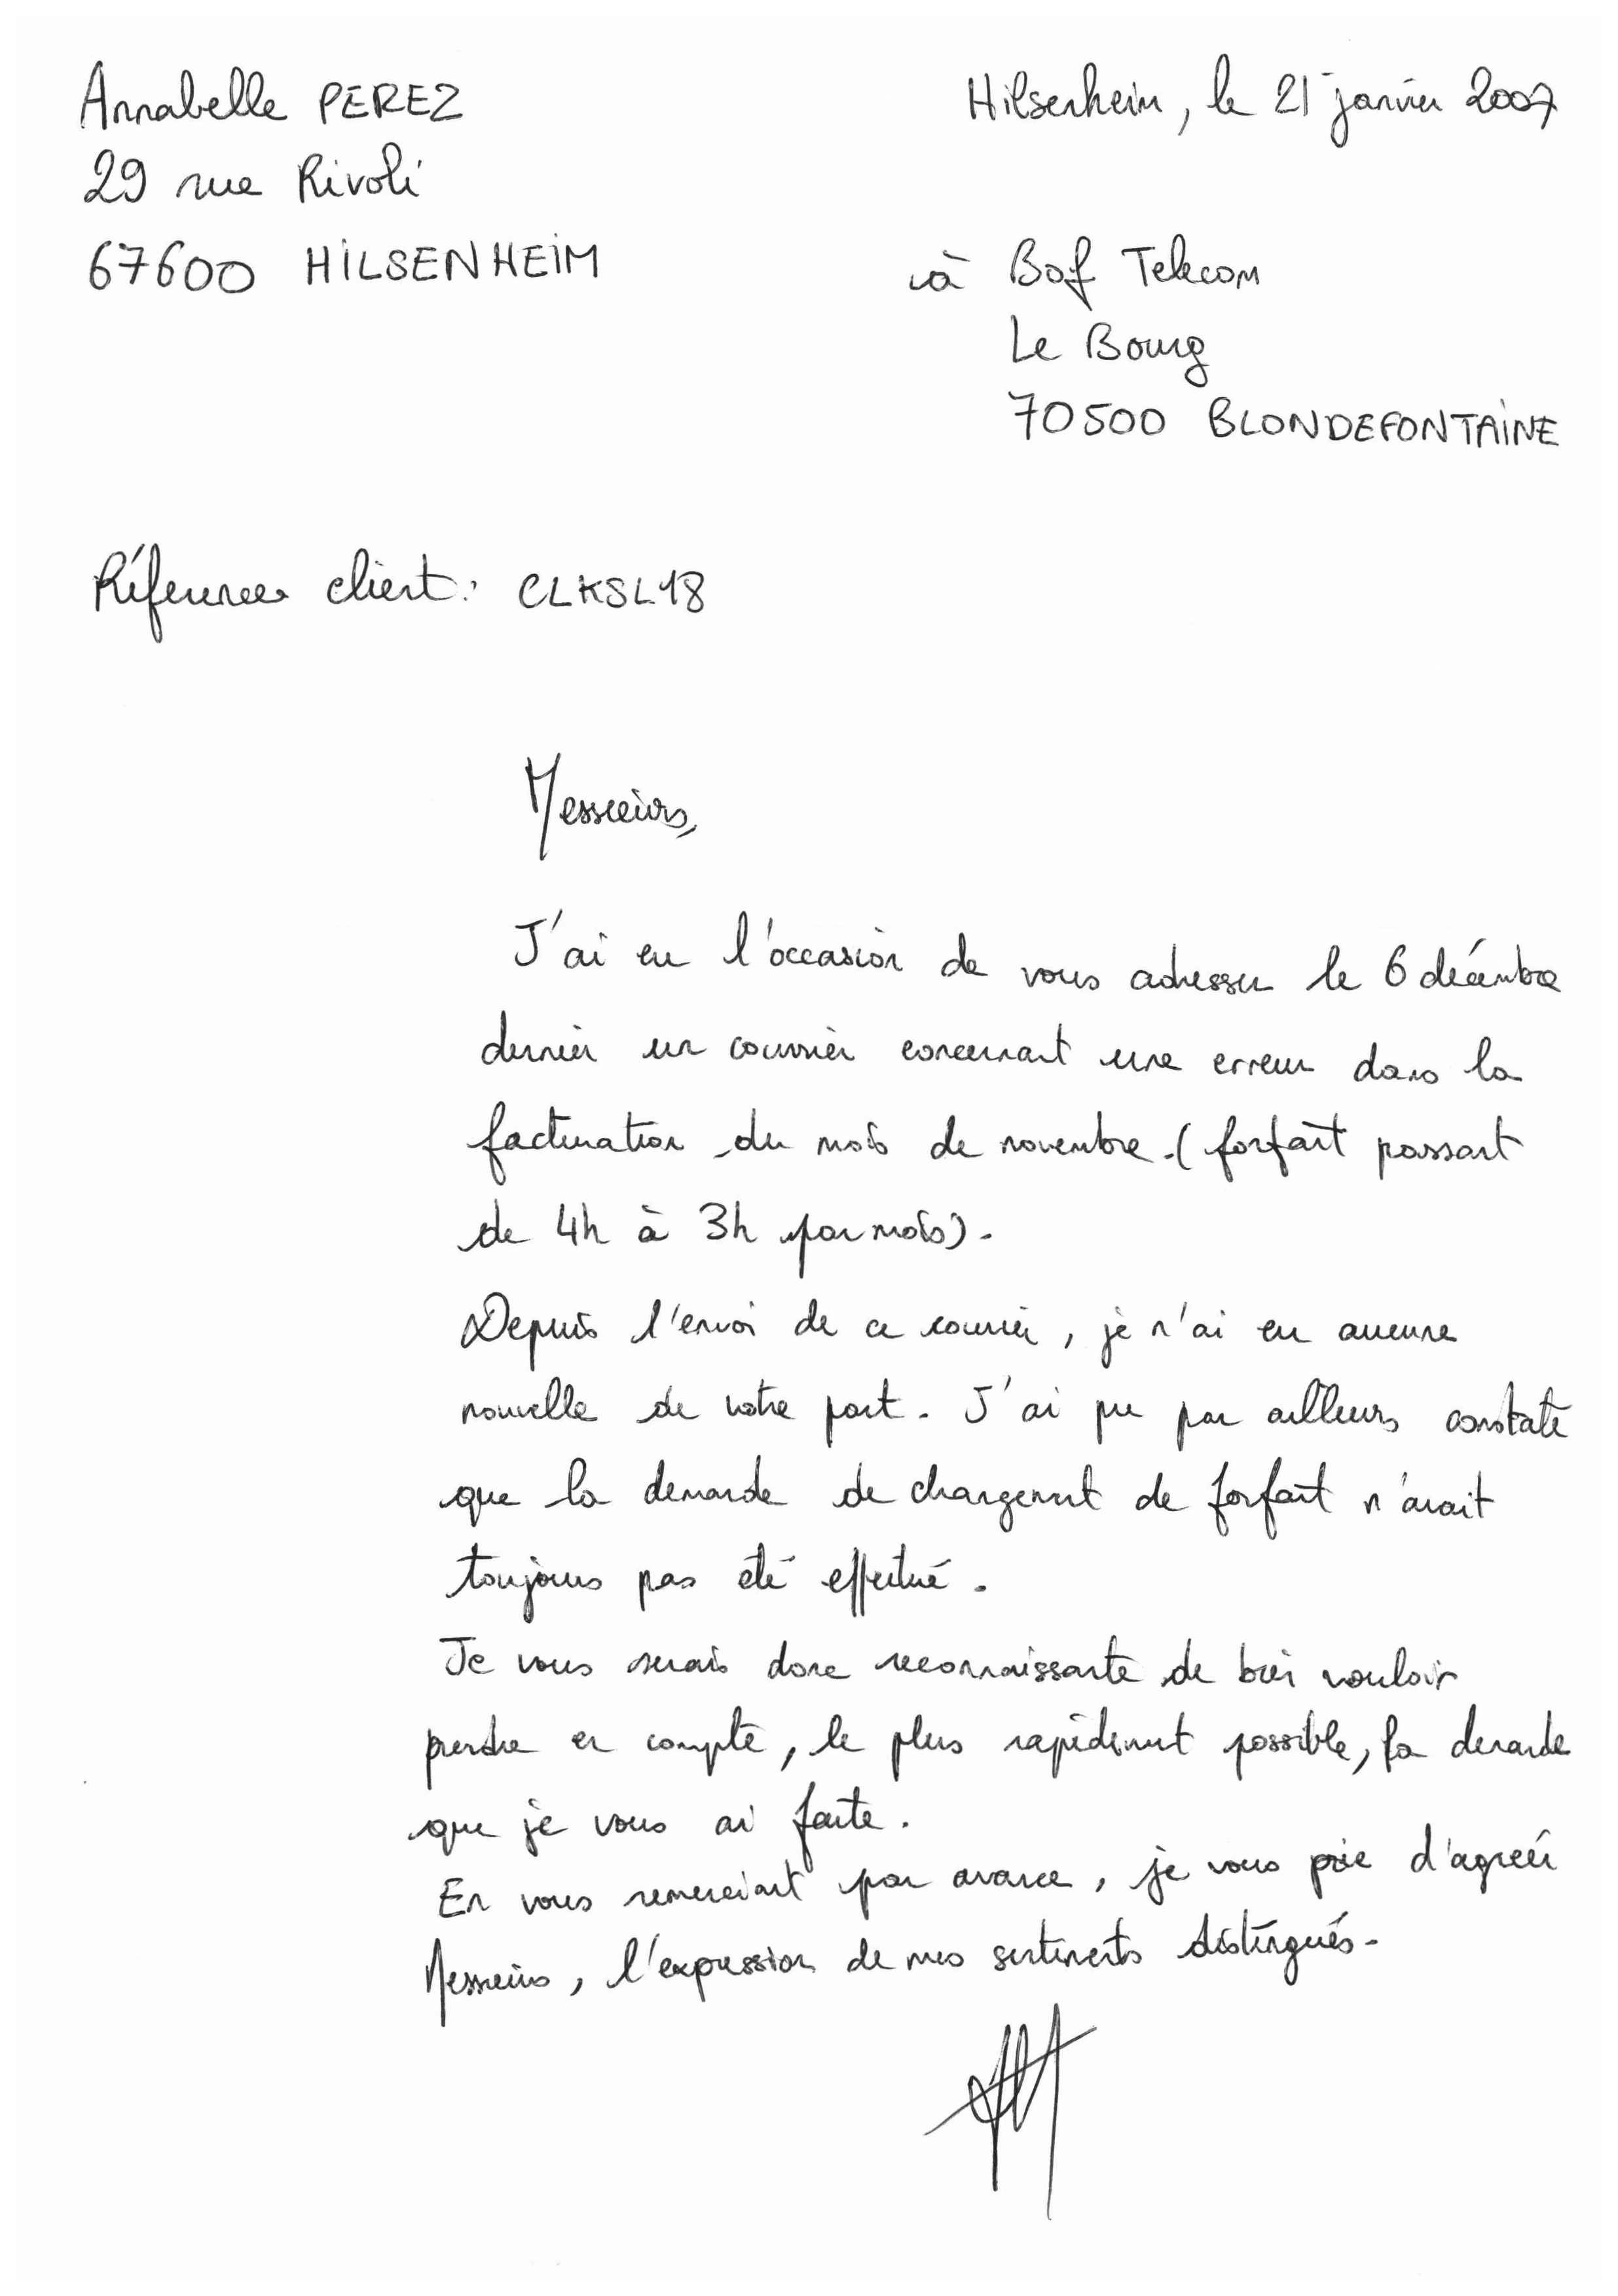 Annabelle PEREZ
29 rue Rivoli
67600 HILSENHEIM
Hilsenheim, le 21 janvier 2007
à Bof Telecom
Le Bourg
70500 BLONDEFONTAINE
Références client : CLKSL18
Messieurs,
J'ai eu l'occasion de vous adresser le 6 décembre
dernier un courrier concernant une erreur dans la
facturation du mois de novembre.(forfait passant
de 4h à 3h par mois).
Depuis l'envoi de ce courrier, je n'ai eu aucune
nouvelle de votre part. J'ai pu par ailleurs constaté
que la demande de changement de forfait n'avait
toujours pas été effectué.
Je vous serais donc reconnaissante de bien vouloir
prendre en compte, le plus rapidement possible, la demande
que je vous ai faite.
En vous remerciant par avance, je vous prie d'agréer
Messieurs, l'expression de mes sentiments distingués.